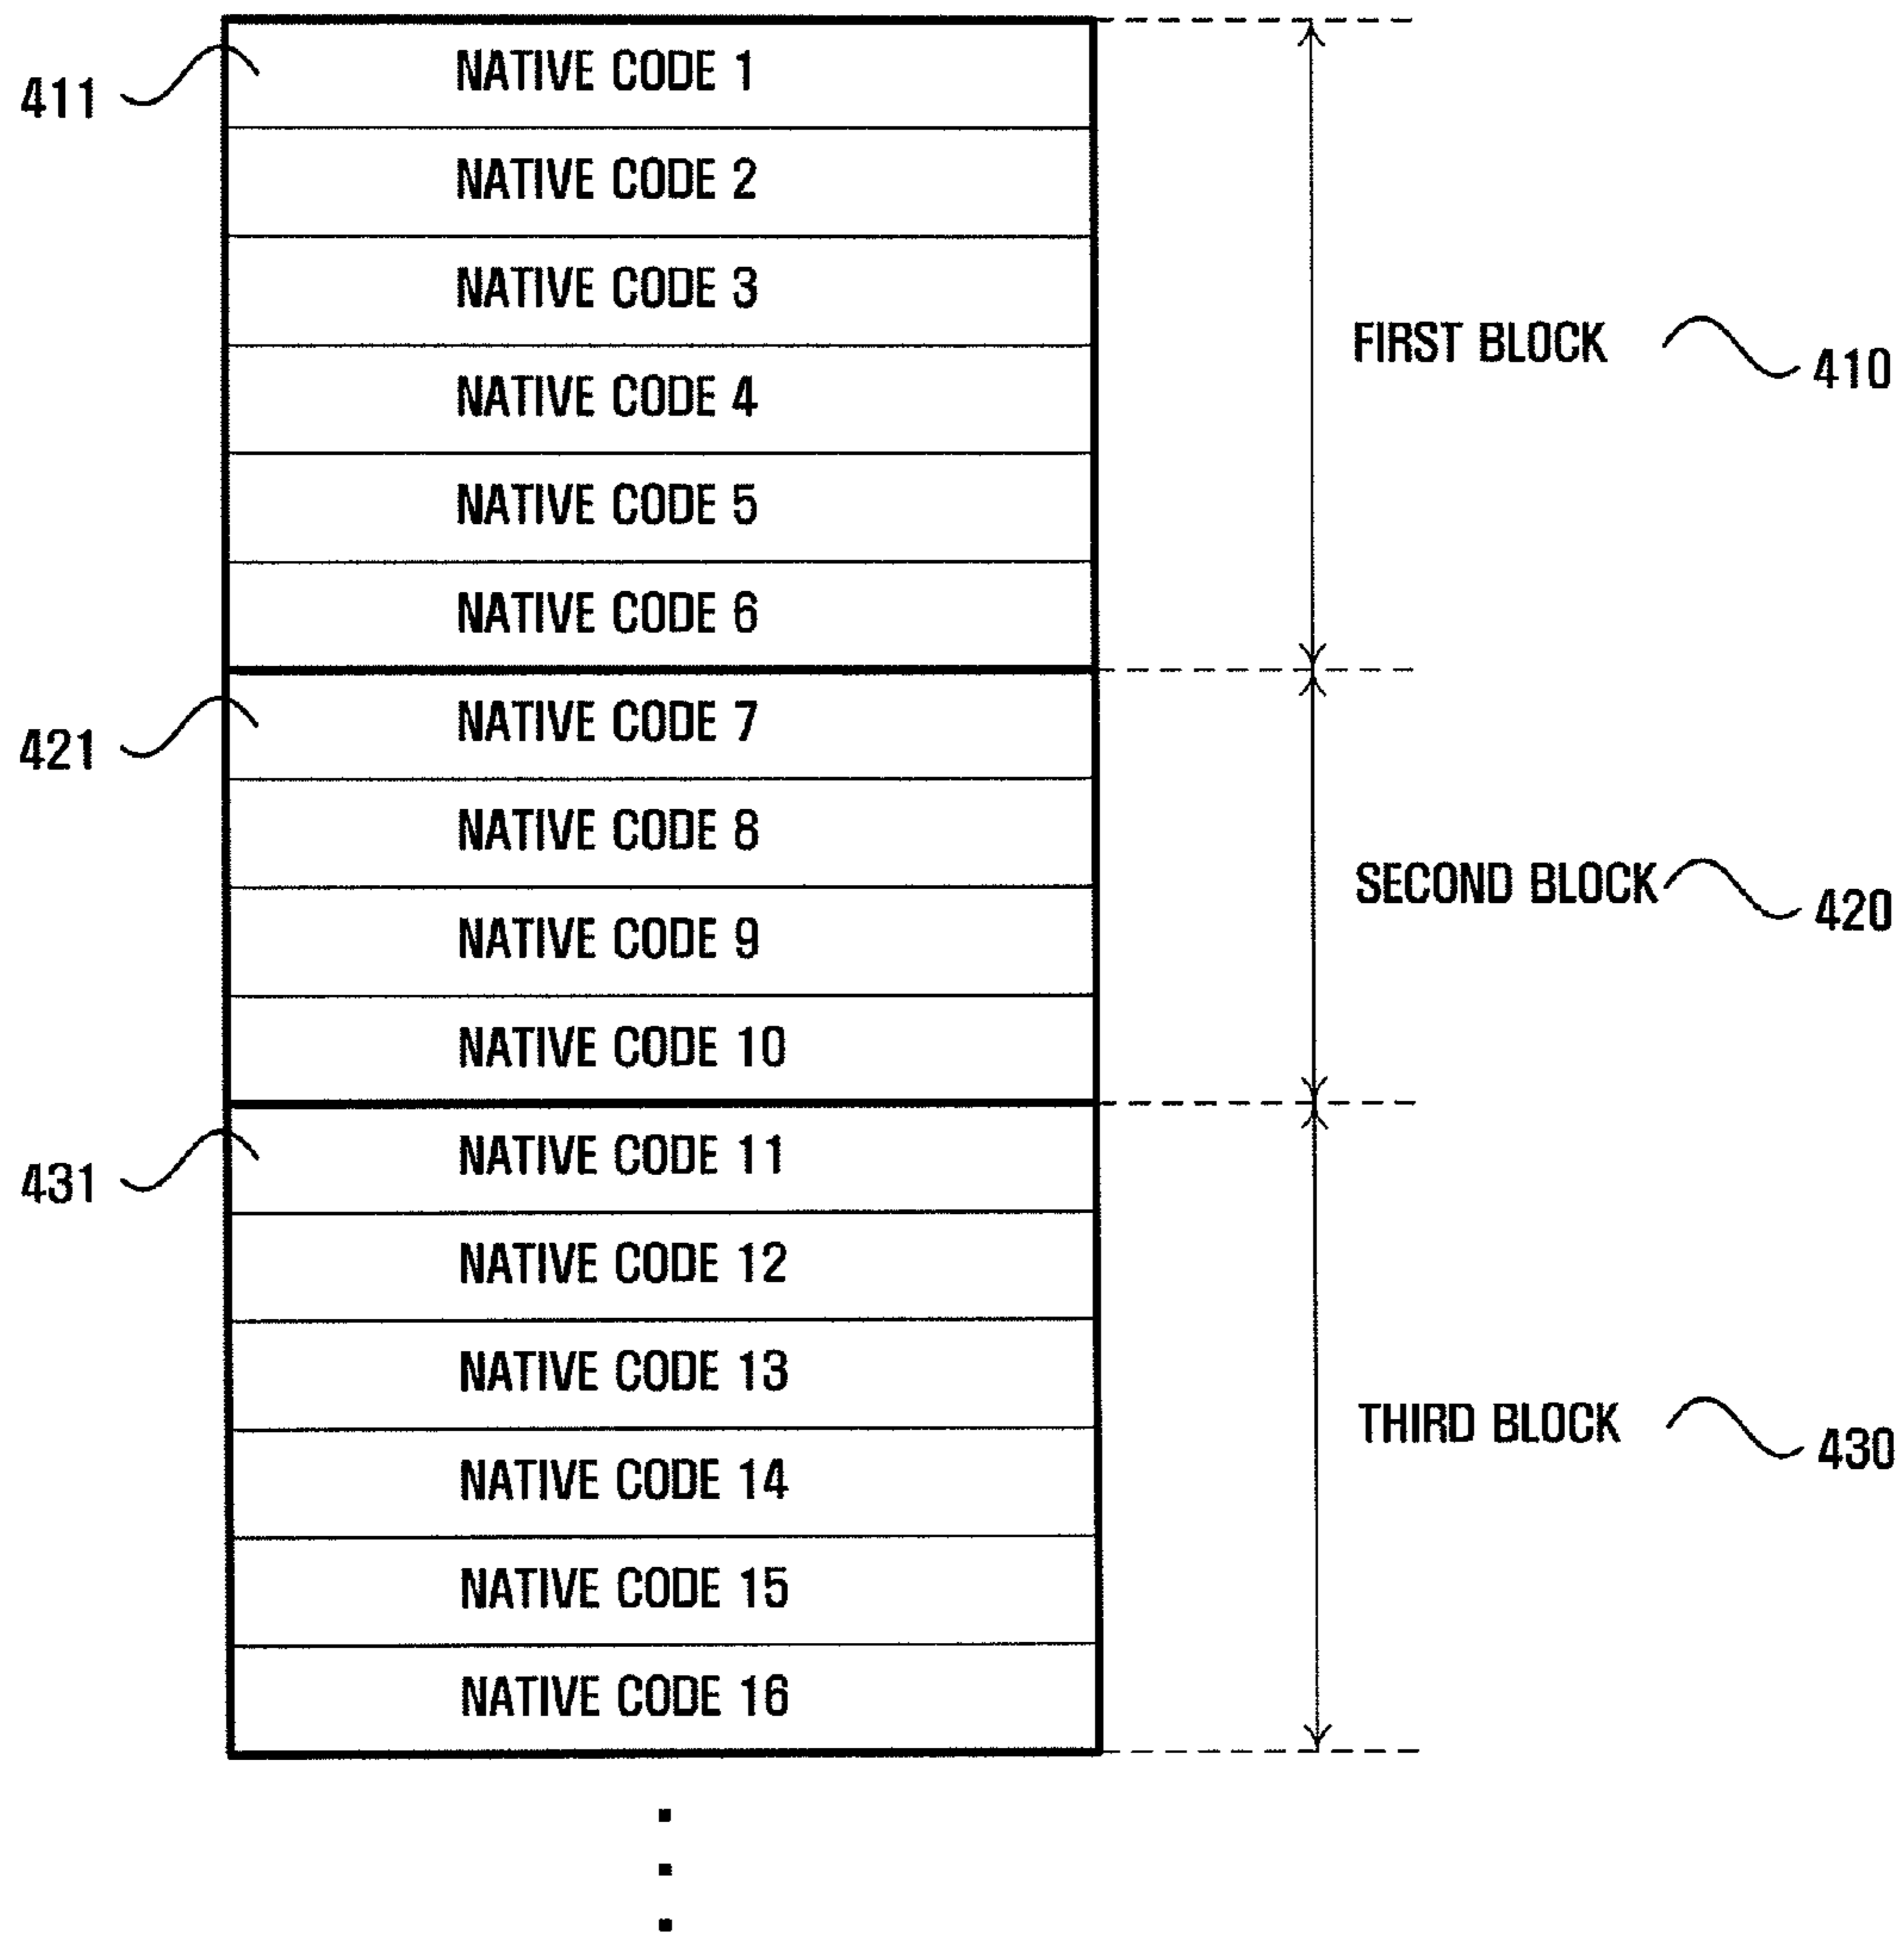 411
NATIVE CODE 1
NATIVE CODE 2
NATIVE CODE 3
NATIVE CODE 4
NATIVE CODE 5
NATIVE CODE 6
FIRST BLOCK
410
421
NATIVE CODE 7
NATIVE CODE 8
NATIVE CODE 9
NATIVE CODE 10
SECOND BLOCK
420
431
NATIVE CODE 11
NATIVE CODE 12
NATIVE CODE 13
NATIVE CODE 14
NATIVE CODE 15
NATIVE CODE 16
THIRD BLOCK
430